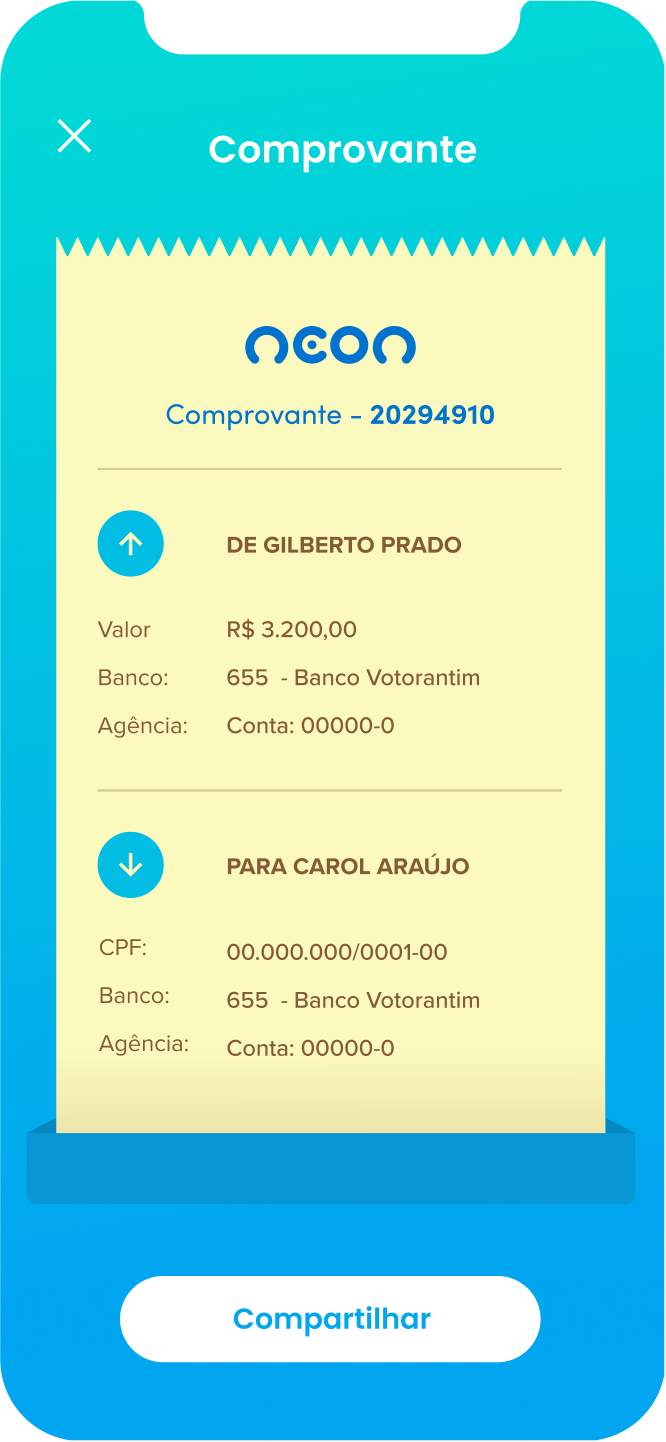 Comprovante
neon
Comprovante - 20294910
DE GILBERTO PRADO
Valor R$ 3.200,00
Banco: 655 - Banco Votorantim
Agência: Conta: 00000-0
PARA CAROL ARAÚJO
CPF: 00.000.000/0001-00
Banco: 655 - Banco Votorantim
Agência: Conta: 00000-0
Compartilhar